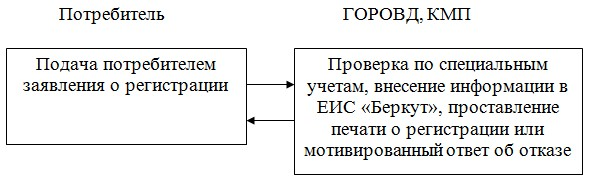 Потребитель
ГОРОВД, КМП
Подача потребителем
заявления о регистрации
Проверка по специальным
учетам, внесение информации в
ЕИС «Беркут», проставление
печати о регистрации или
мотивированный ответ об отказе